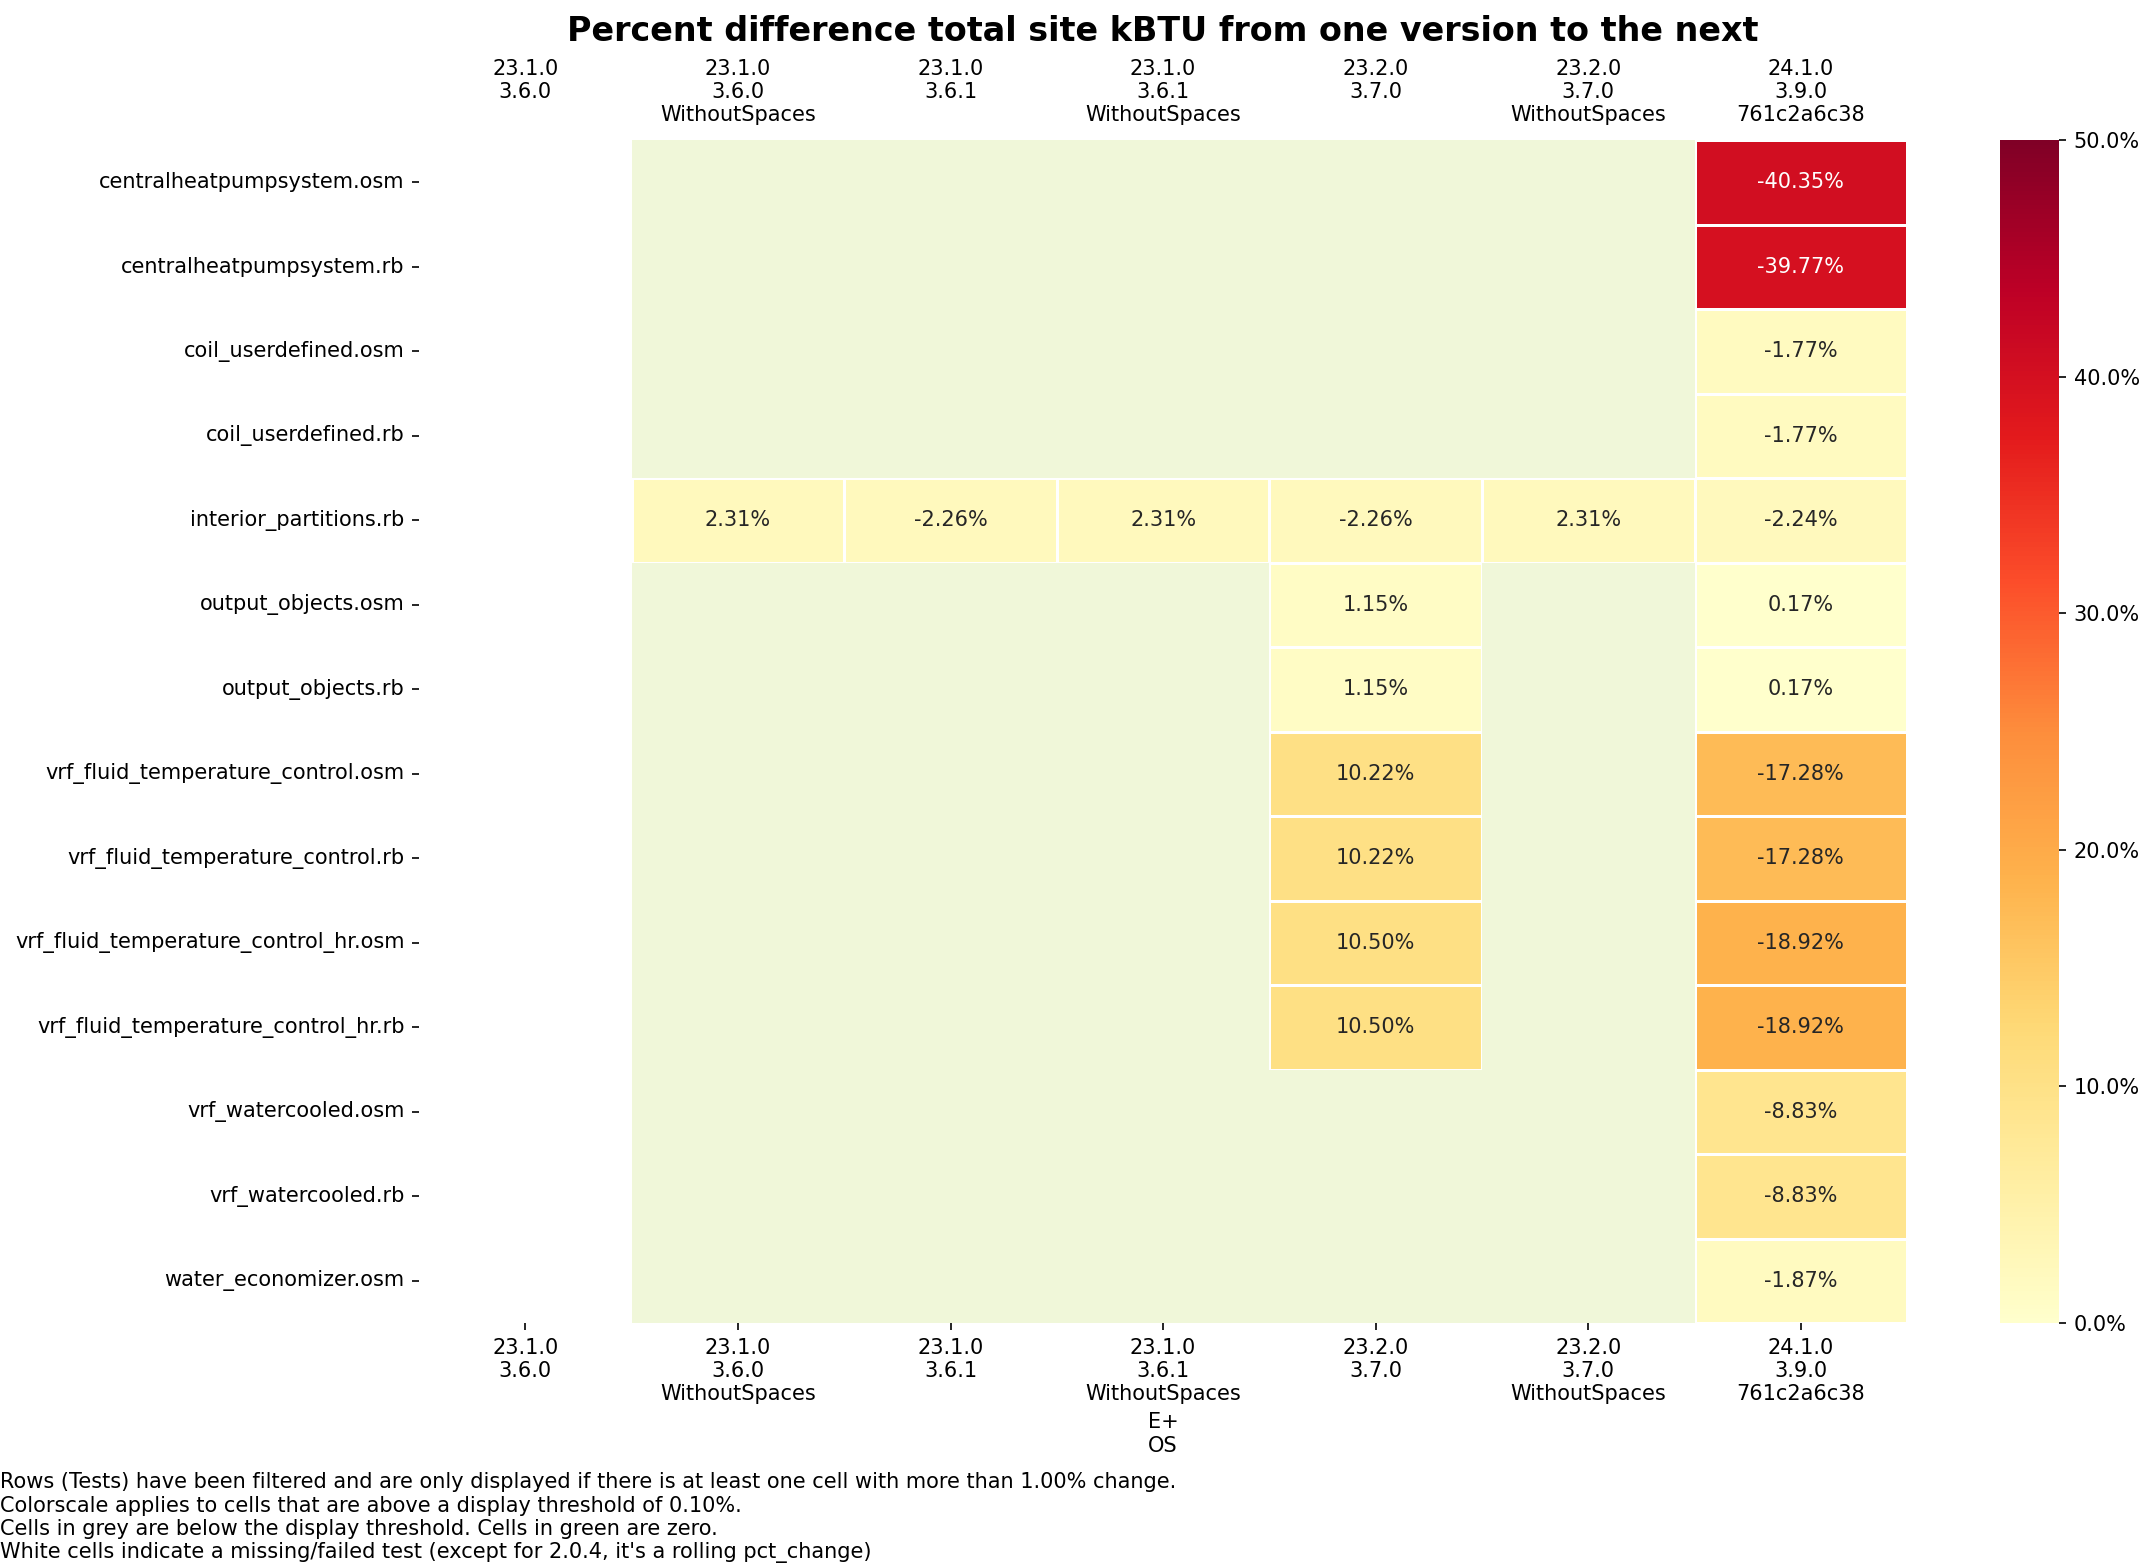 Percent difference total site kBTU from one version to the next
23.1.0 23.1.0 23.1.0 23.1.0 23.2.0 23.2.0 24.1.0
3.6.0 3.6.0 3.6.1 3.6.1 3.7.0 3.7.0 3.9.0
WithoutSpaces WithoutSpaces WithoutSpaces 761c2a6c38
50.0%
centralheatpumpsystem.osm -40.35%
centralheatpumpsystem.rb -39.77%
coil_userdefined.osm -1.77%
40.0%
coil_userdefined.rb -1.77%
interior_partitions.rb 2.31% -2.26% 2.31% -2.26% 2.31% -2.24%
output_objects.osm 1.15% 0.17%
30.0%
output_objects.rb 1.15% 0.17%
vrf_fluid_temperature_control.osm 10.22% -17.28%
20.0%
vrf_fluid_temperature_control.rb 10.22% -17.28%
vrf_fluid_temperature_control_hr.osm 10.50% -18.92%
vrf_fluid_temperature_control_hr.rb 10.50% -18.92%
10.0%
vrf_watercooled.osm -8.83%
vrf_watercooled.rb -8.83%
water_economizer.osm -1.87%
0.0%
23.1.0 23.1.0 23.1.0 23.1.0 23.2.0 23.2.0 24.1.0
3.6.0 3.6.0 3.6.1 3.6.1 3.7.0 3.7.0 3.9.0
WithoutSpaces WithoutSpaces WithoutSpaces 761c2a6c38
E+
OS
Rows (Tests) have been filtered and are only displayed if there is at least one cell with more than 1.00% change.
Colorscale applies to cells that are above a display threshold of 0.10%.
Cells in grey are below the display threshold. Cells in green are zero.
White cells indicate a missing/failed test (except for 2.0.4, it's a rolling pct_change)